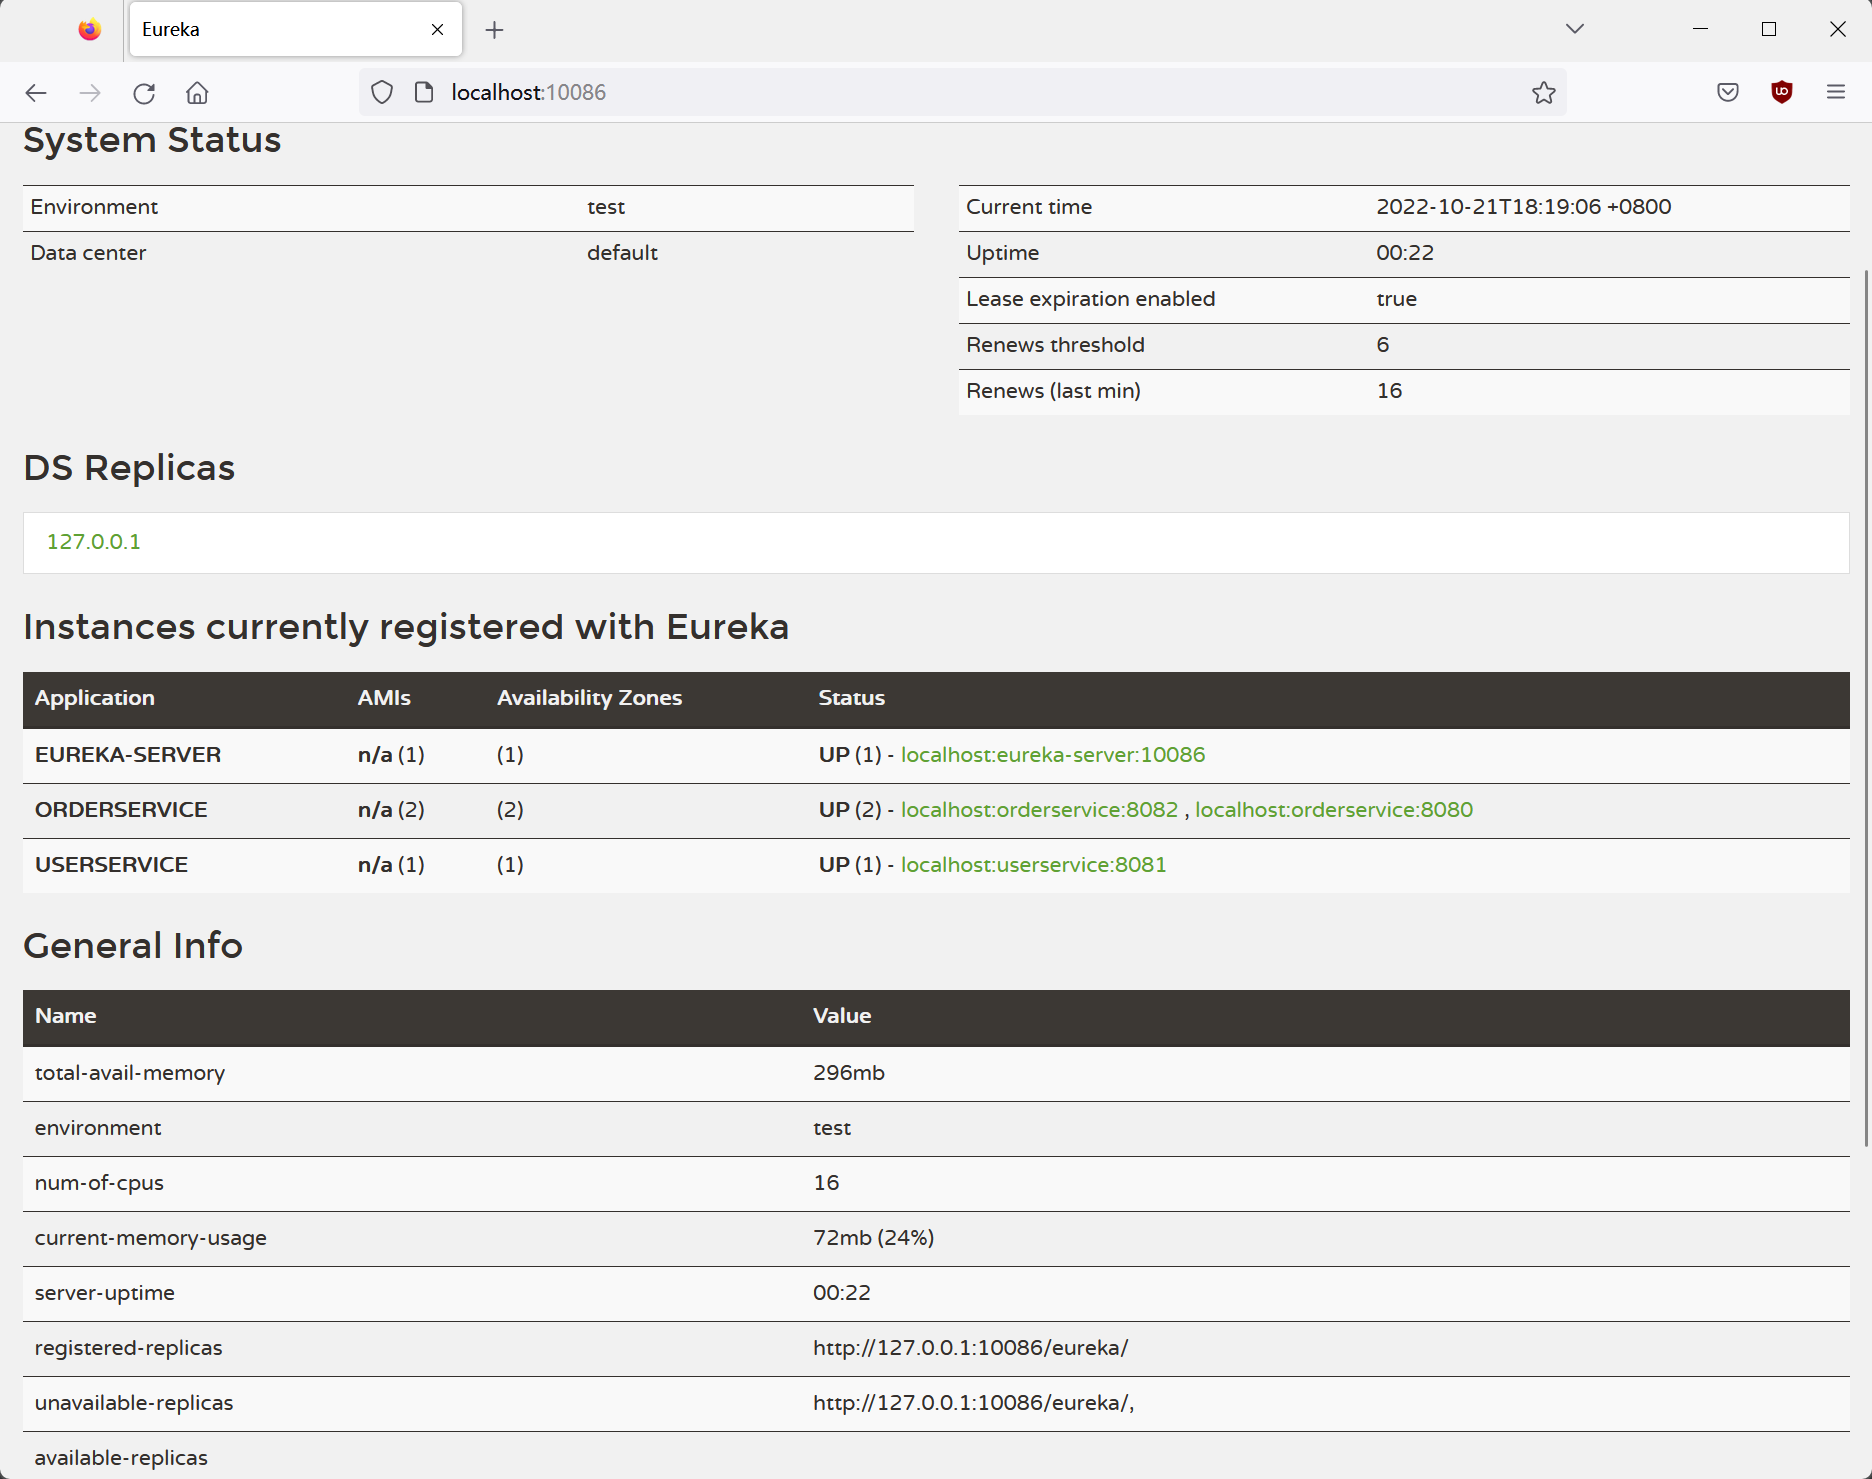 Eureka
localhost:10086
System Status
Environment test
Data center default
Current time 2022-10-21T18:19:06 +0800
Uptime 00:22
Lease expiration enabled true
Renews threshold 6
Renews (last min) 16
DS Replicas
127.0.0.1
Instances currently registered with Eureka
Application AMIs Availability Zones Status
EUREKA-SERVER n/a (1) (1) UP (1) - localhost:eureka-server:10086
ORDERSERVICE n/a (2) (2) UP (2) - localhost:orderservice:8082 , localhost:orderservice:8080
USERSERVICE n/a (1) (1) UP (1) - localhost:userservice:8081
General Info
Name Value
total-avail-memory 296mb
environment test
num-of-cpus 16
current-memory-usage 72mb (24%)
server-uptime 00:22
registered-replicas http://127.0.0.1:10086/eureka/
unavailable-replicas http://127.0.0.1:10086/eureka/,
available-replicas